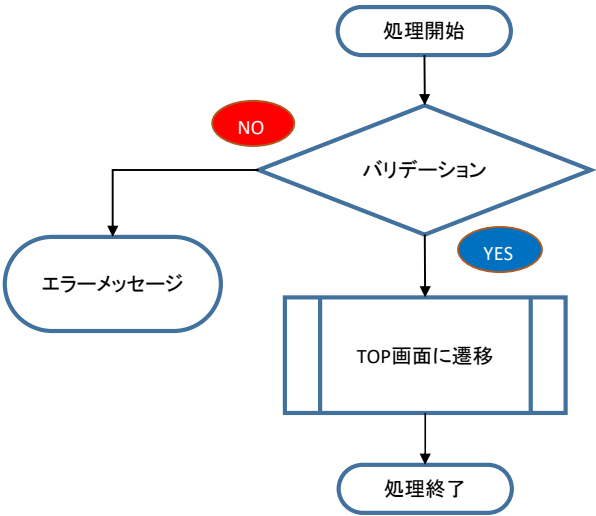 処理開始
NO
バリデーション
YES
エラーメッセージ
TOP画面に遷移
処理終了